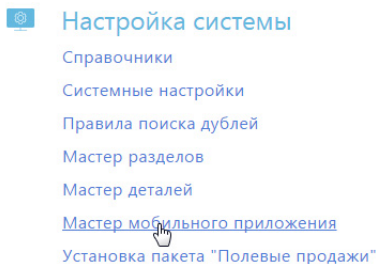 Настройка системы
Справочники
Системные настройки
Правила поиска дублей
Мастер разделов
Мастер деталей
Мастер мобильного приложения
Установка пакета "Полевые продажи"